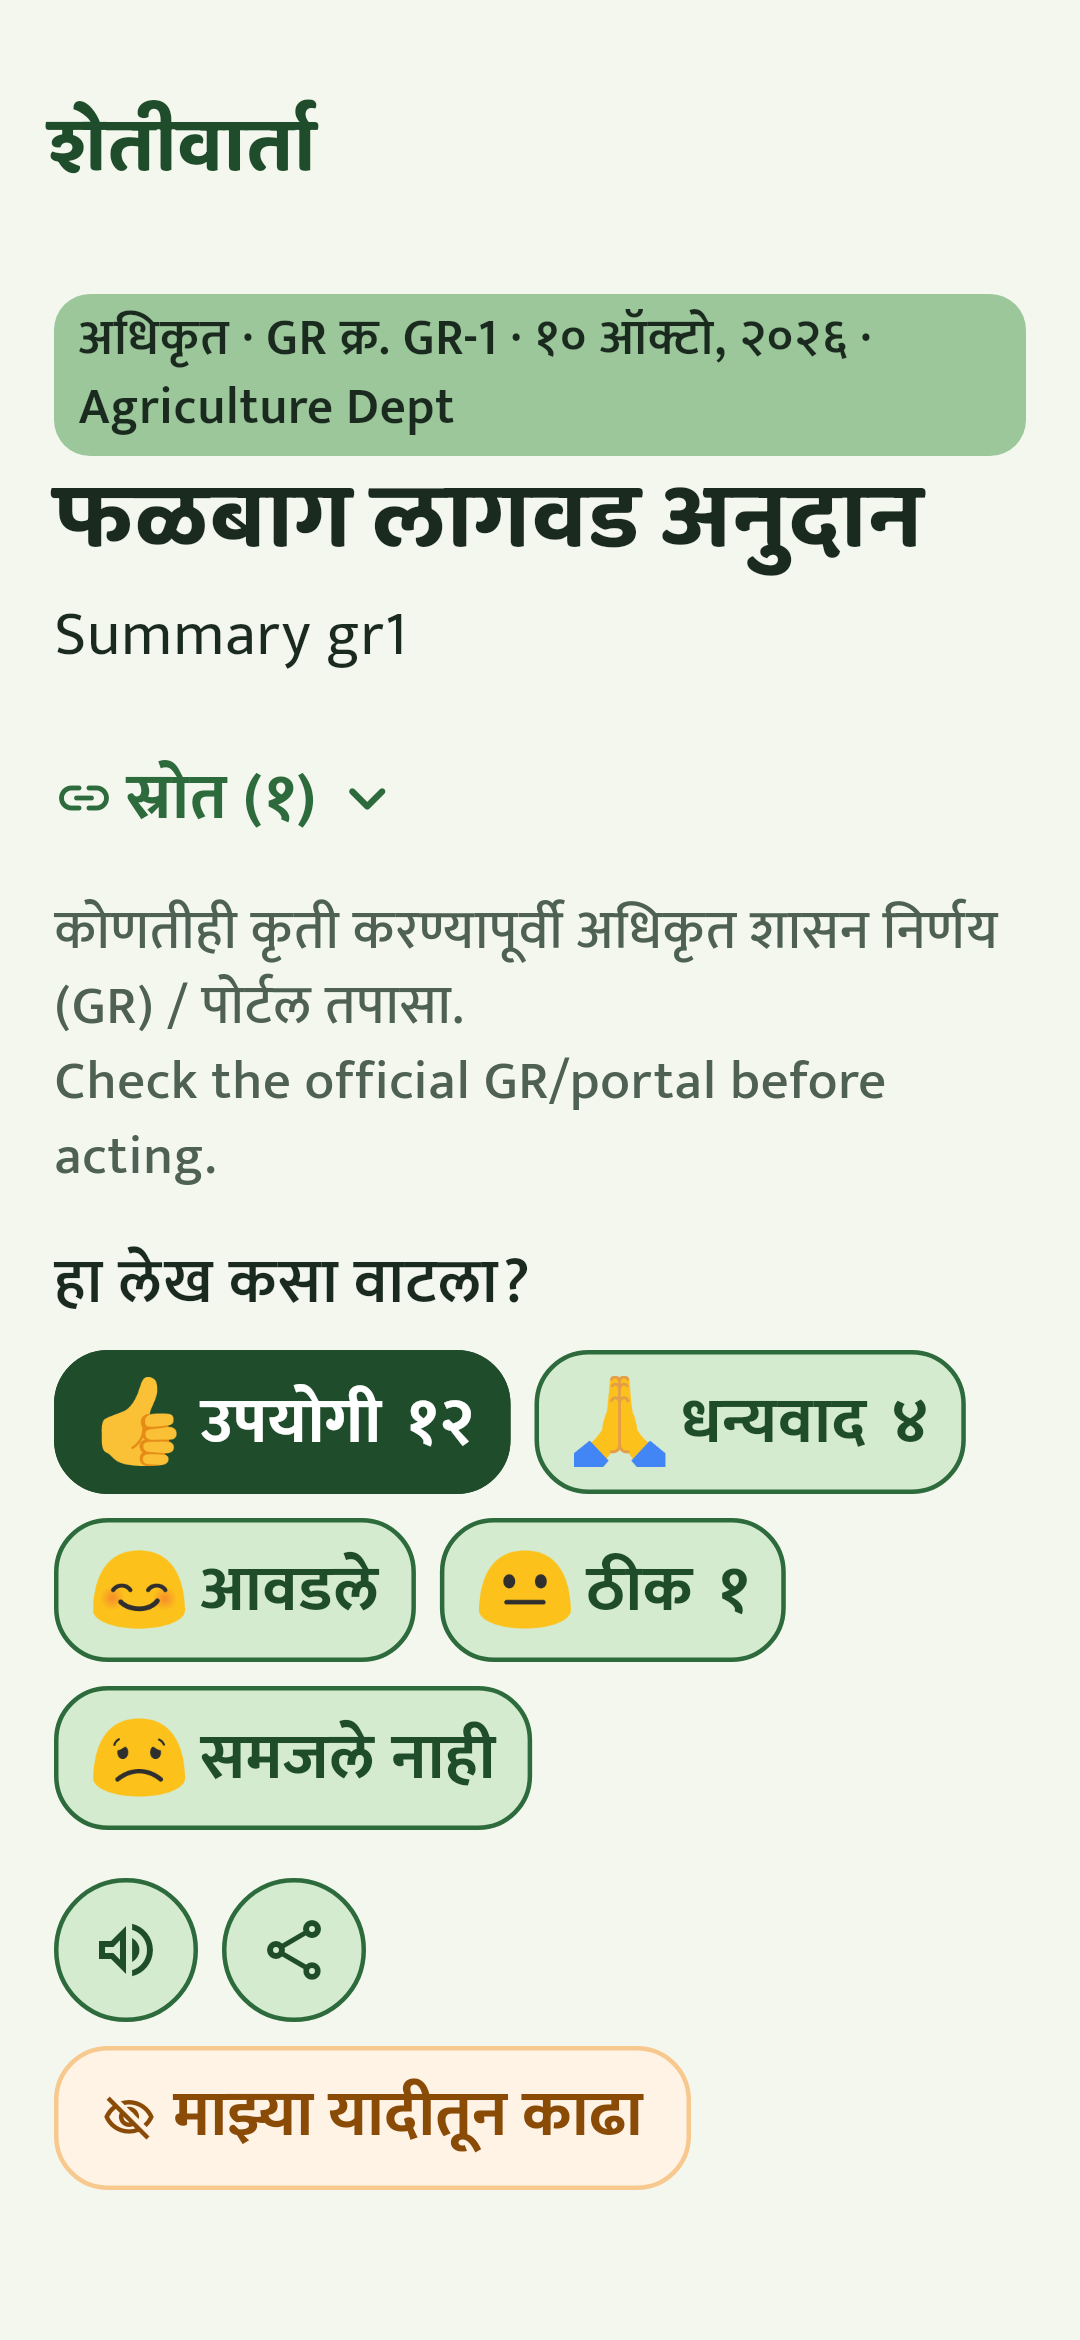 शेतीवार्ता
अधिकृत · GR क्र. GR-1 · १० ऑक्टो, २०२६ ·
Agriculture Dept
फळबाग लागवड अनुदान
Summary gr1
स्रोत (१)
कोणतीही कृती करण्यापूर्वी अधिकृत शासन निर्णय
(GR) / पोर्टल तपासा.
Check the official GR/portal before
acting.
हा लेख कसा वाटला?
👍 उपयोगी १२ 🙏 धन्यवाद ४
😊 आवडले 😐 ठीक १
😟 समजले नाही
माझ्या यादीतून काढा